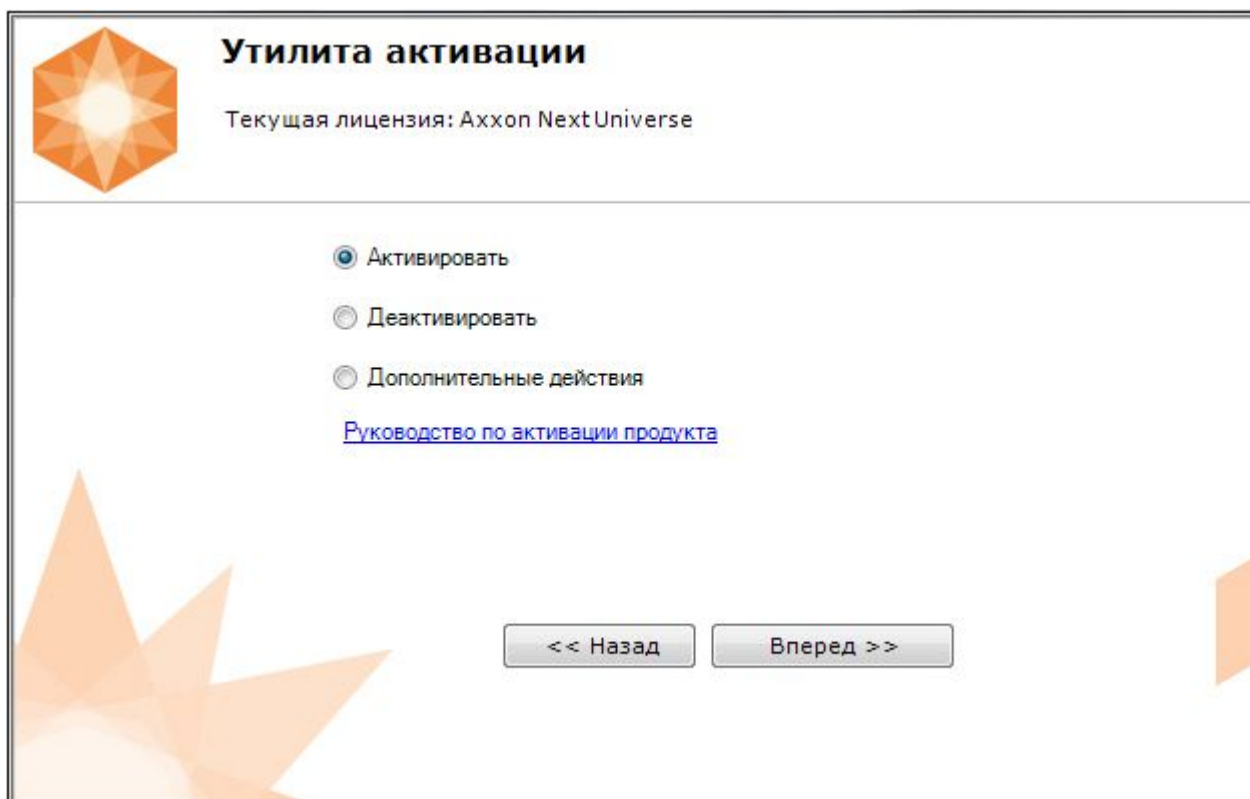 Утилита активации
Текущая лицензия: Axxon Next Universe
Активировать
Деактивировать
Дополнительные действия
Руководство по активации продукта
<< Назад
Вперед >>